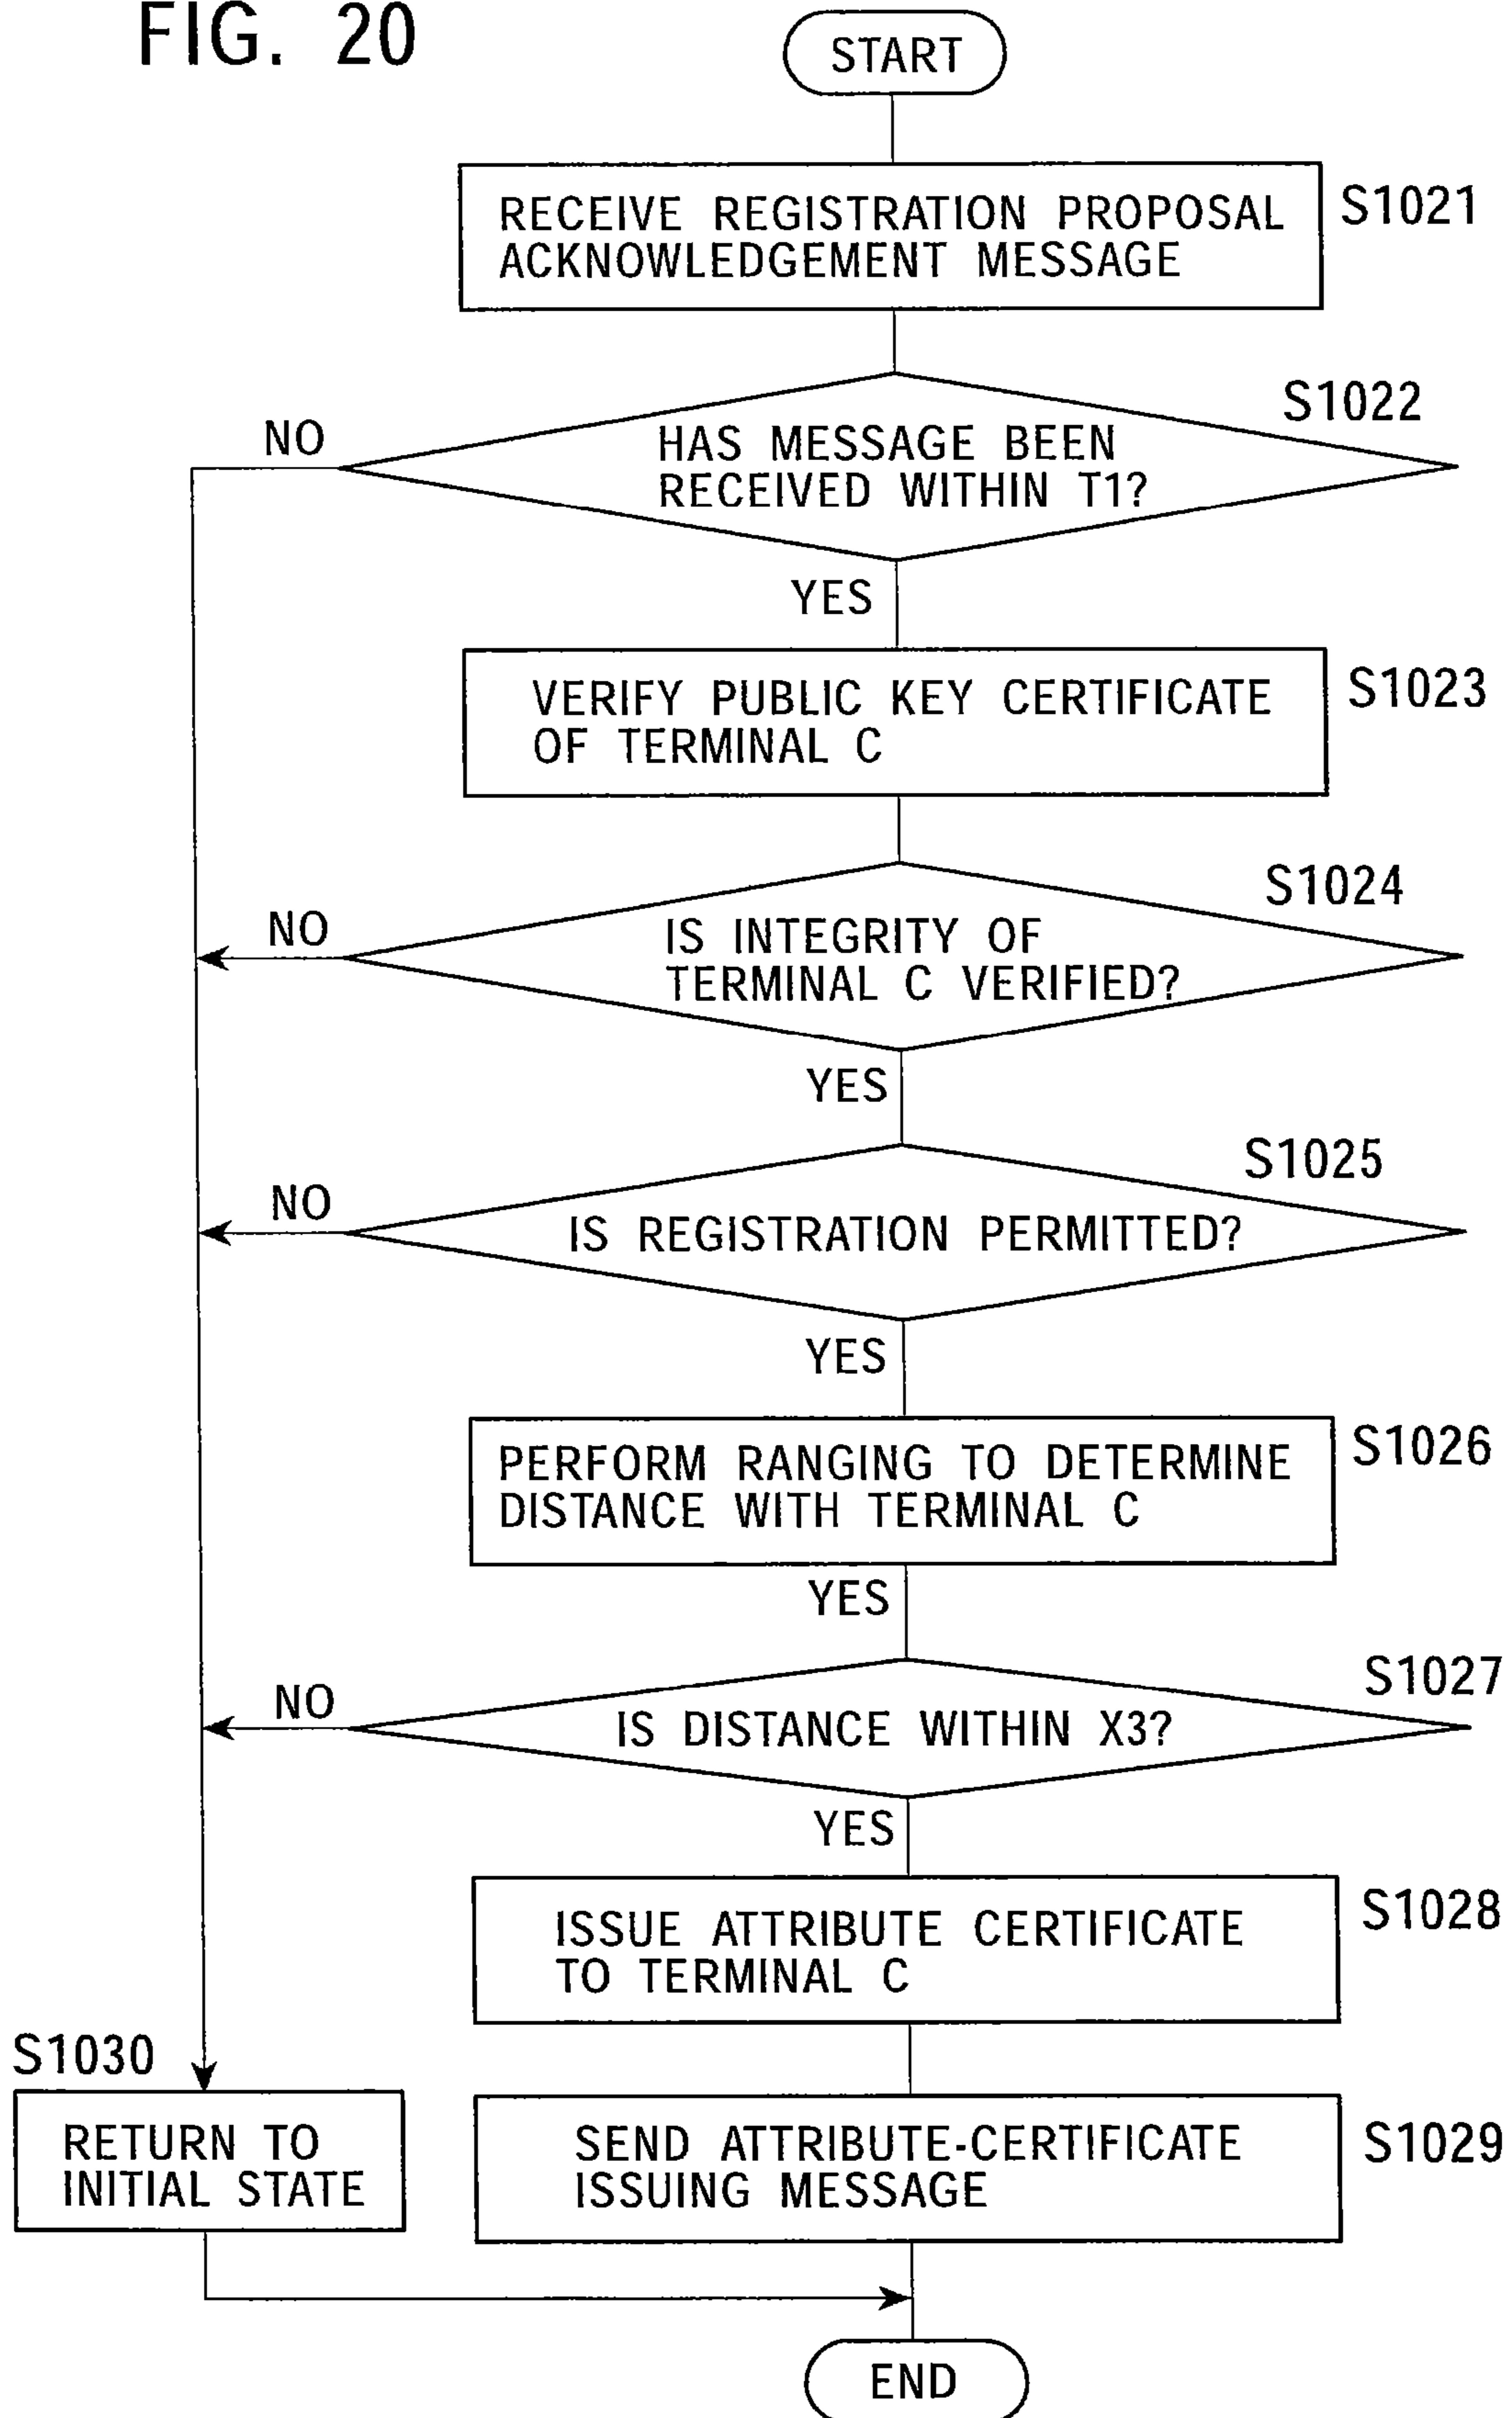 FIG. 20
START
RECEIVE REGISTRATION PROPOSAL
ACKNOWLEDGEMENT MESSAGE
S1021
S1022
NO
HAS MESSAGE BEEN
RECEIVED WITHIN T1?
YES
VERIFY PUBLIC KEY CERTIFICATE
OF TERMINAL C
S1023
S1024
NO
IS INTEGRITY OF
TERMINAL C VERIFIED?
YES
S1025
NO
IS REGISTRATION PERMITTED?
YES
PERFORM RANGING TO DETERMINE
DISTANCE WITH TERMINAL C
S1026
YES
S1027
NO
IS DISTANCE WITHIN X3?
YES
ISSUE ATTRIBUTE CERTIFICATE
TO TERMINAL C
S1028
S1030
RETURN TO
INITIAL STATE
SEND ATTRIBUTE-CERTIFICATE
ISSUING MESSAGE
S1029
END